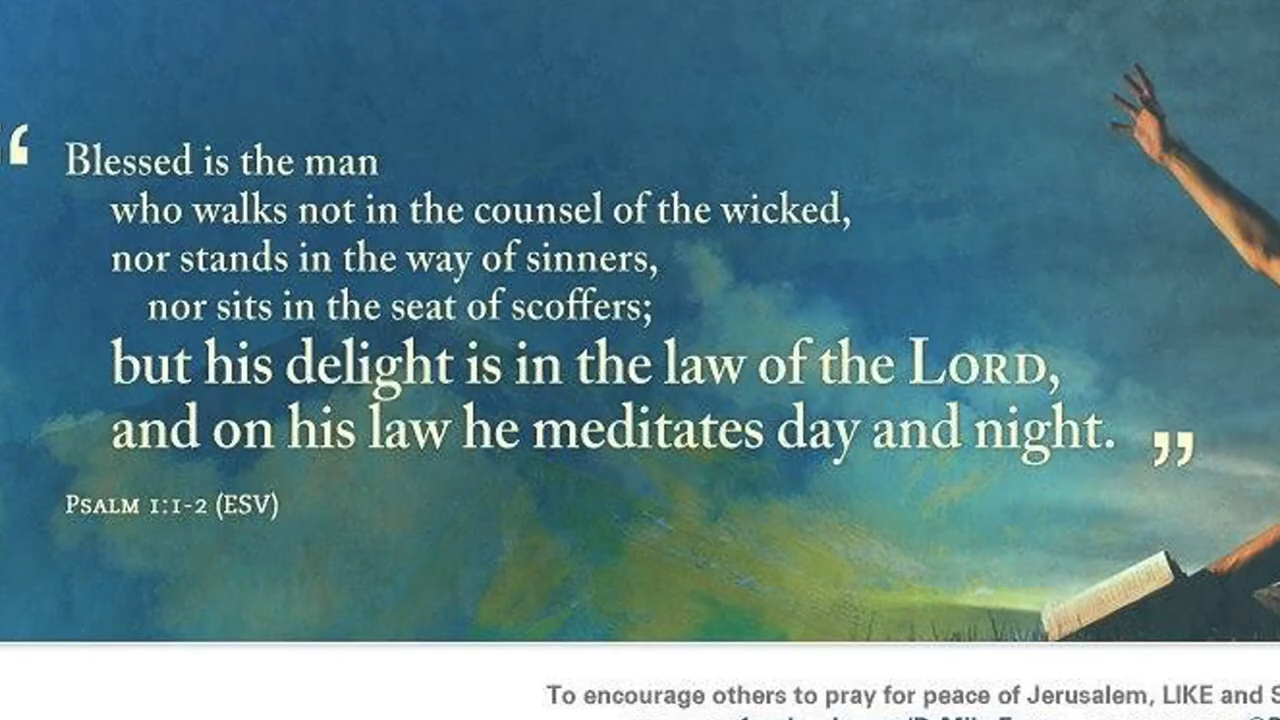 “ Blessed is the man
who walks not in the counsel of the wicked,
nor stands in the way of sinners,
nor sits in the seat of scoffers;
but his delight is in the law of the LORD,
and on his law he meditates day and night. ”
PSALM 1:1-2 (ESV)
To encourage others to pray for peace of Jerusalem, LIKE and